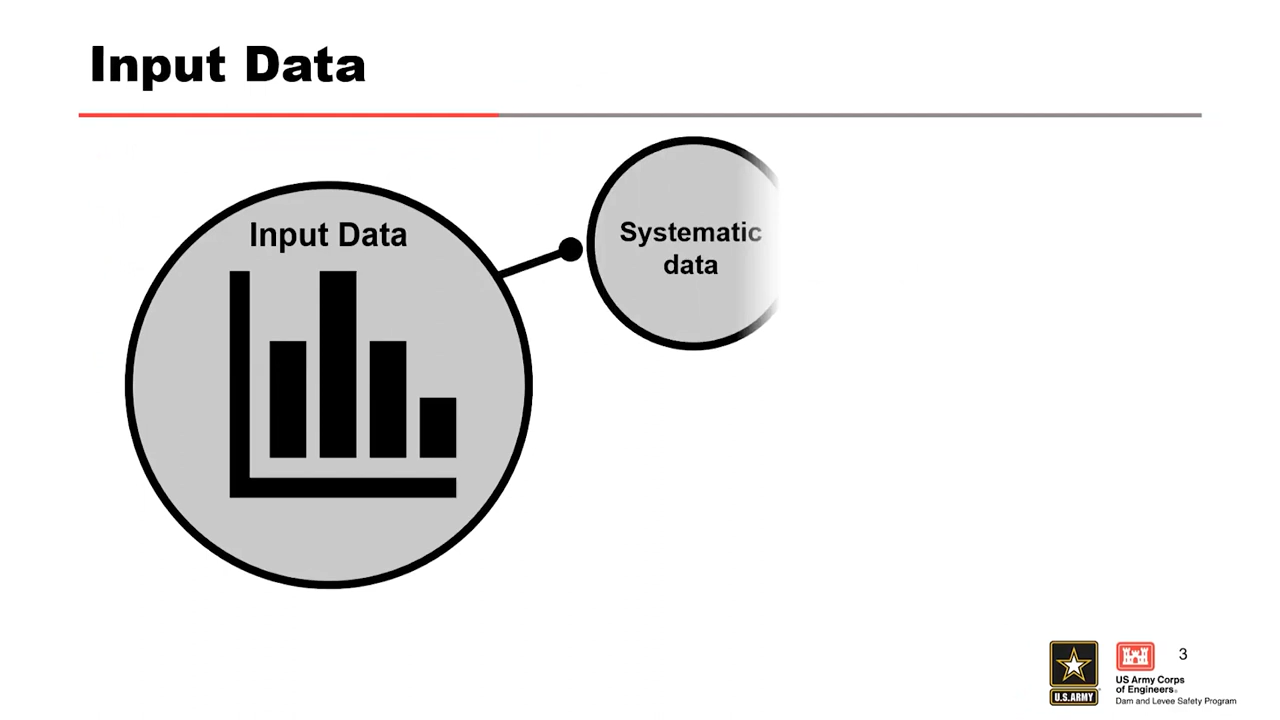 Input Data
Input Data
Systematic
data
U.S.ARMY
3
US Army Corps
of Engineers®
Dam and Levee Safety Program